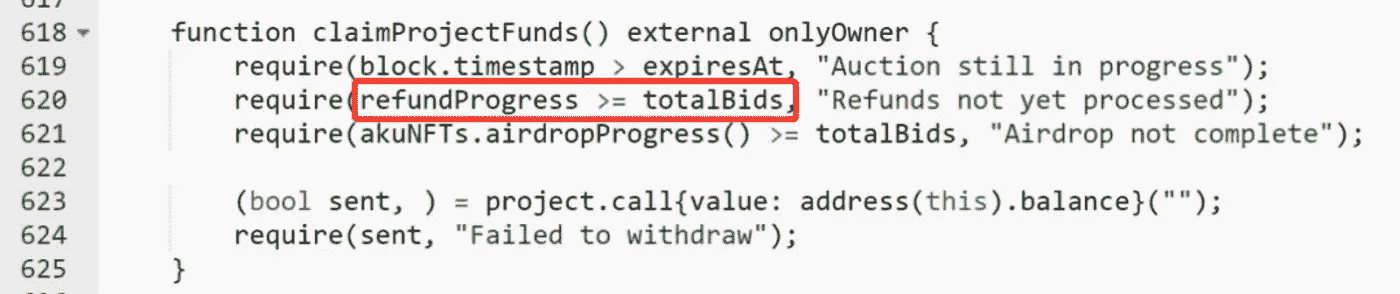 617
618 function claimProjectFunds() external onlyOwner {
619 require(block.timestamp > expiresAt, "Auction still in progress");
620 require(refundProgress >= totalBids, "Refunds not yet processed");
621 require(akuNFTs.airdropProgress() >= totalBids, "Airdrop not complete");
622
623 (bool sent, ) = project.call{value: address(this).balance}("");
624 require(sent, "Failed to withdraw");
625 }